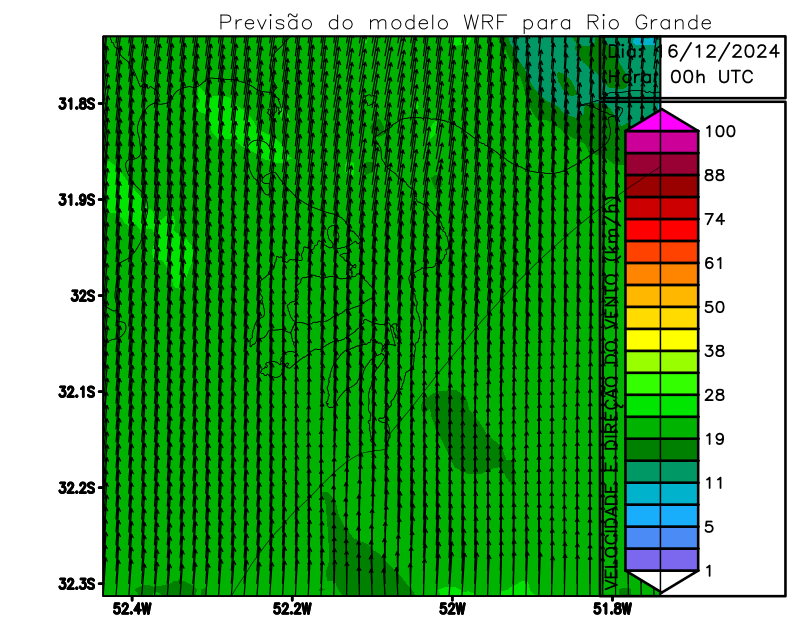 Previsão do modelo WRF para Rio Grande
Dia: 16/12/2024
Hora: 00h UTC
31.8S
31.9S
32S
32.1S
32.2S
32.3S
52.4W
52.2W
52W
51.8W
VELOCIDADE E DIREÇÃO DO VENTO (km/h)
100
88
74
61
50
38
28
19
11
5
1